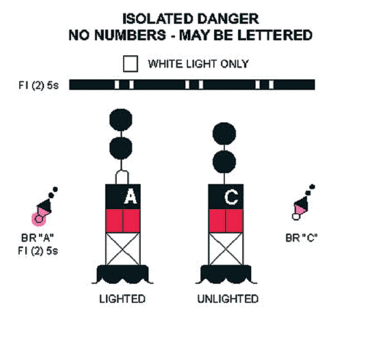 ISOLATED DANGER
NO NUMBERS - MAY BE LETTERED
WHITE LIGHT ONLY
Fl (2) 5s
A
C
BR "A"
Fl (2) 5s
BR "C"
LIGHTED
UNLIGHTED